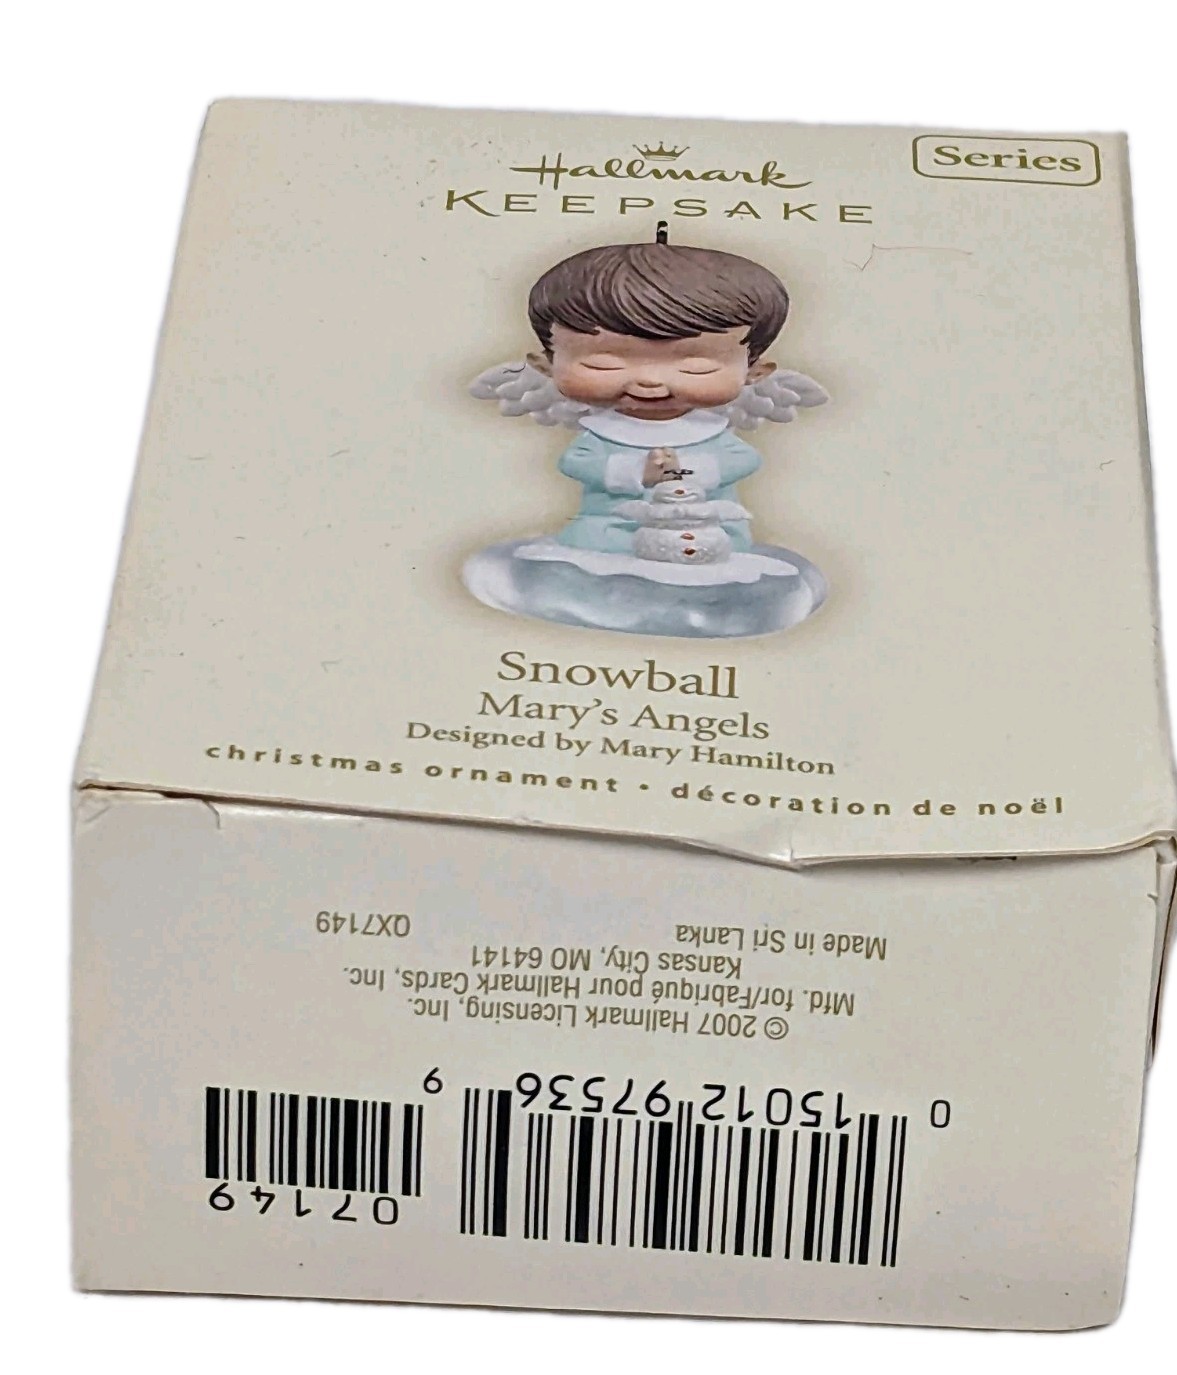 Hallmark
KEEPSAKE
Series
Snowball
Mary's Angels
Designed by Mary Hamilton
christmas ornament • décoration de noël
0 15012 97536 9
07149
© 2007 Hallmark Licensing, Inc.
Mfd. for/Fabriqué pour Hallmark Cards, Inc.
Kansas City, MO 64141
Made in Sri Lanka QX7149